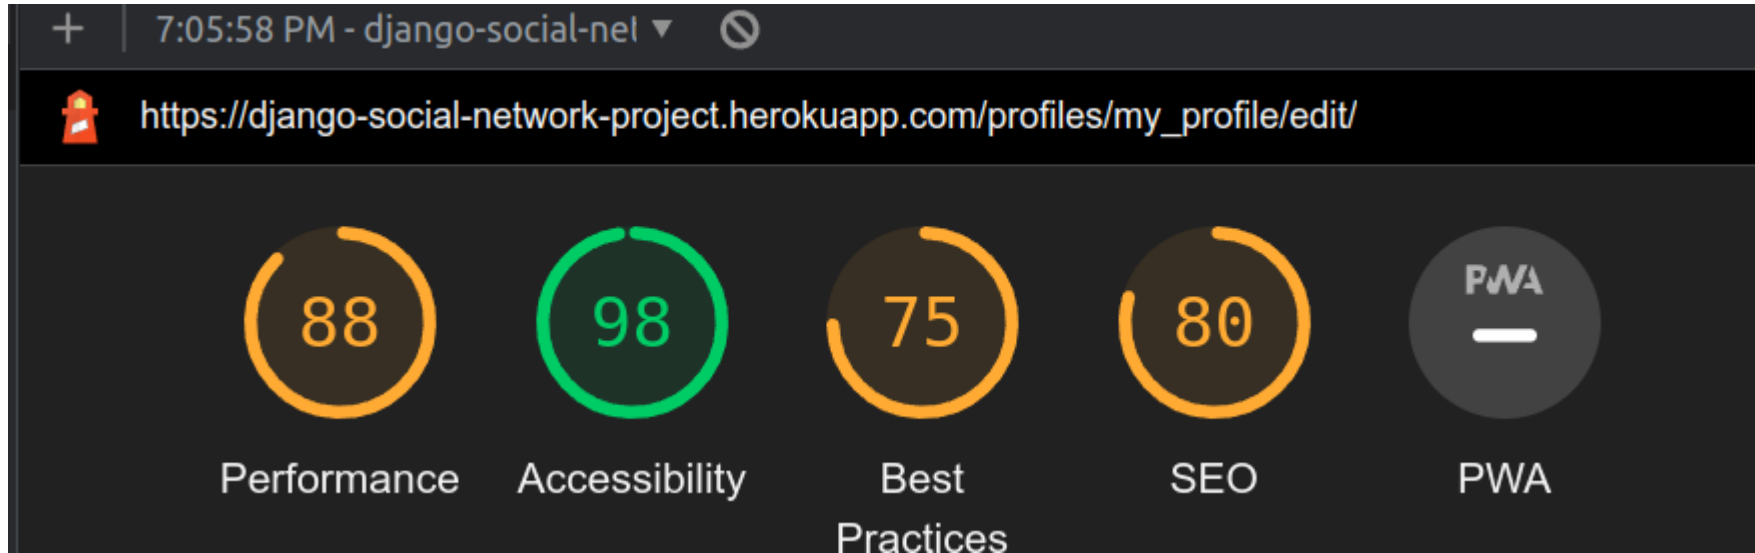 + 7:05:58 PM - django-social-net ▼
https://django-social-network-project.herokuapp.com/profiles/my_profile/edit/
88 98 75 80 PWA
Performance Accessibility Best Practices SEO PWA